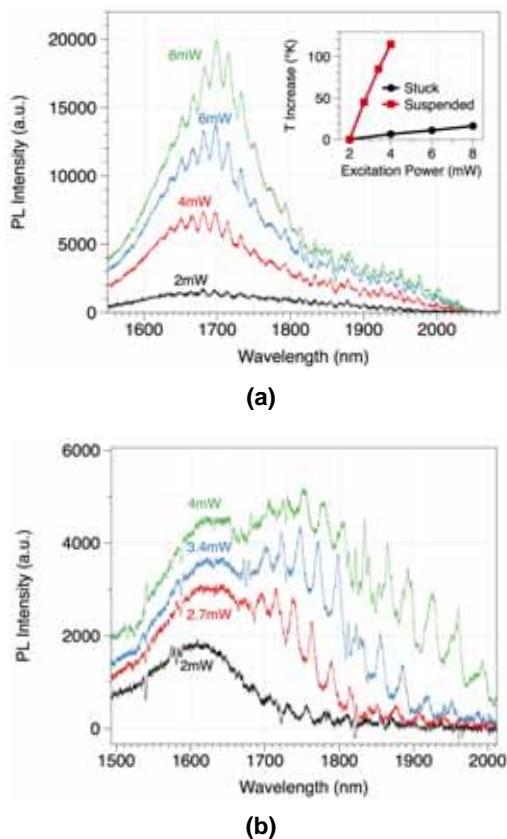 20000
15000
10000
5000
0
PL Intensity (a.u.)
8mW
6mW
4mW
2mW
100
50
0
T Increase (°K)
Stuck
Suspended
2 4 6 8
Excitation Power (mW)
1600 1700 1800 1900 2000
Wavelength (nm)
(a)
6000
4000
2000
0
PL Intensity (a.u.)
4mW
3.4mW
2.7mW
2mW
1500 1600 1700 1800 1900 2000
Wavelength (nm)
(b)